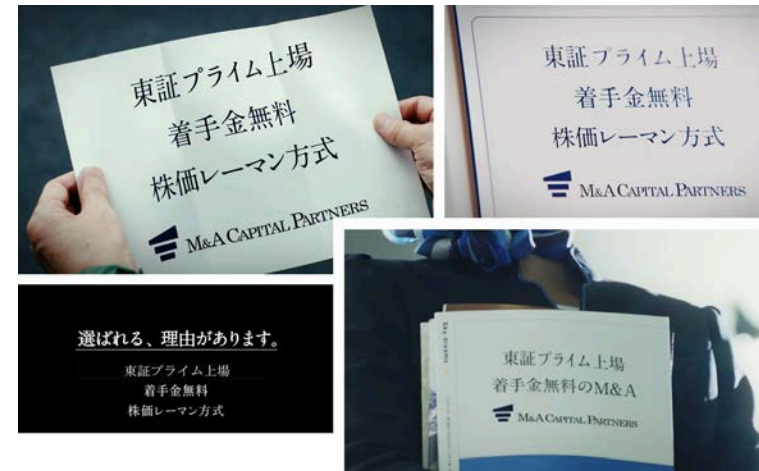 東証プライム上場
着手金無料
株価レーマン方式
M&A CAPITAL PARTNERS
東証プライム上場
着手金無料
株価レーマン方式
M&A CAPITAL PARTNERS
選ばれる、理由があります。
東証プライム上場
着手金無料
株価レーマン方式
Sky dreams
東証プライム上場
着手金無料のM&A
M&A CAPITAL PARTNERS